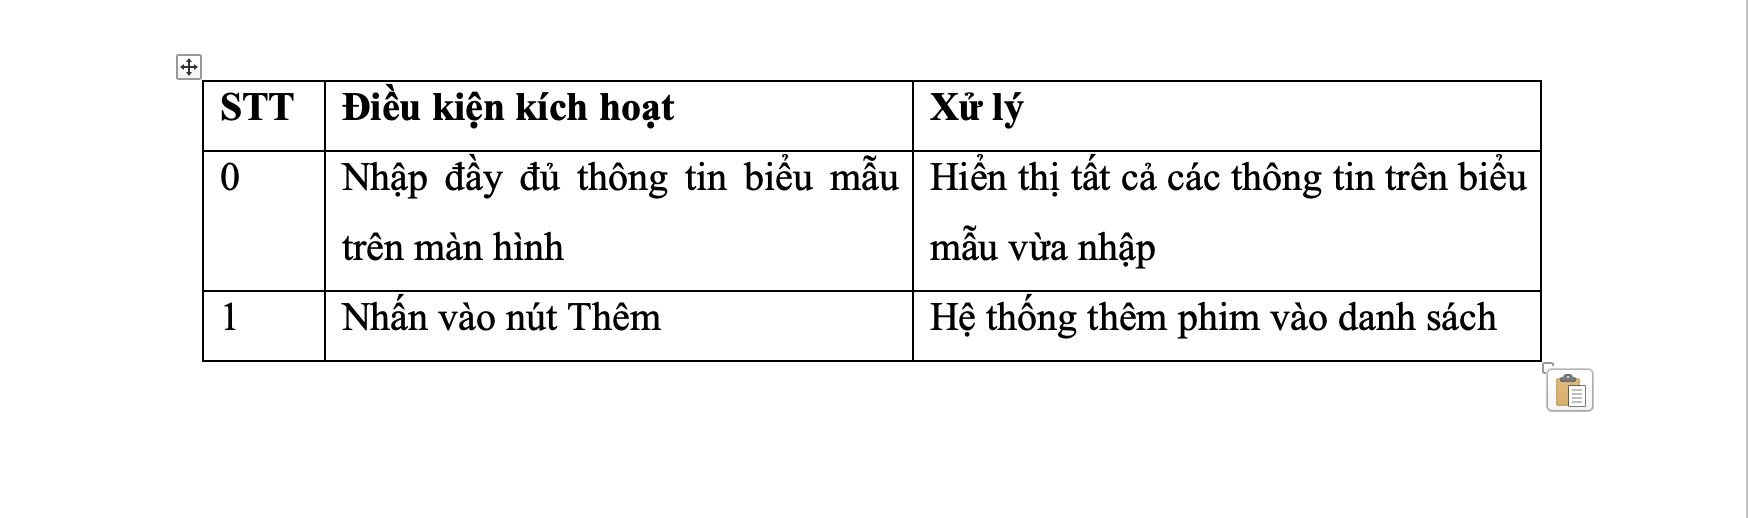 STT Điều kiện kích hoạt Xử lý
0 Nhập đầy đủ thông tin biểu mẫu Hiển thị tất cả các thông tin trên biểu
trên màn hình mẫu vừa nhập
1 Nhấn vào nút Thêm Hệ thống thêm phim vào danh sách